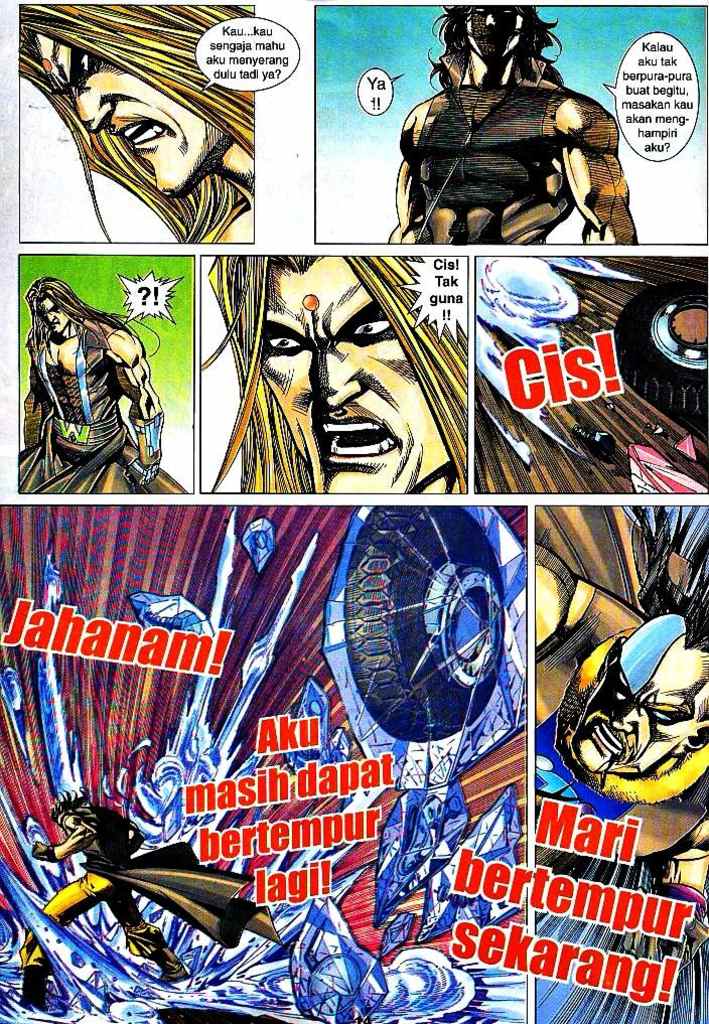 Kau...kau
sengaja mahu
aku menyerang
dulu tadi ya?
Ya
!!
Kalau
aku tak
berpura-pura
buat begitu,
masakan kau
akan meng-
hampiri
aku?
?!
W
Cis!
Tak
guna
!!
Cis!
Jahanam!
Aku
masih dapat
bertempur
lagi!
Mari
bertempur
sekarang!